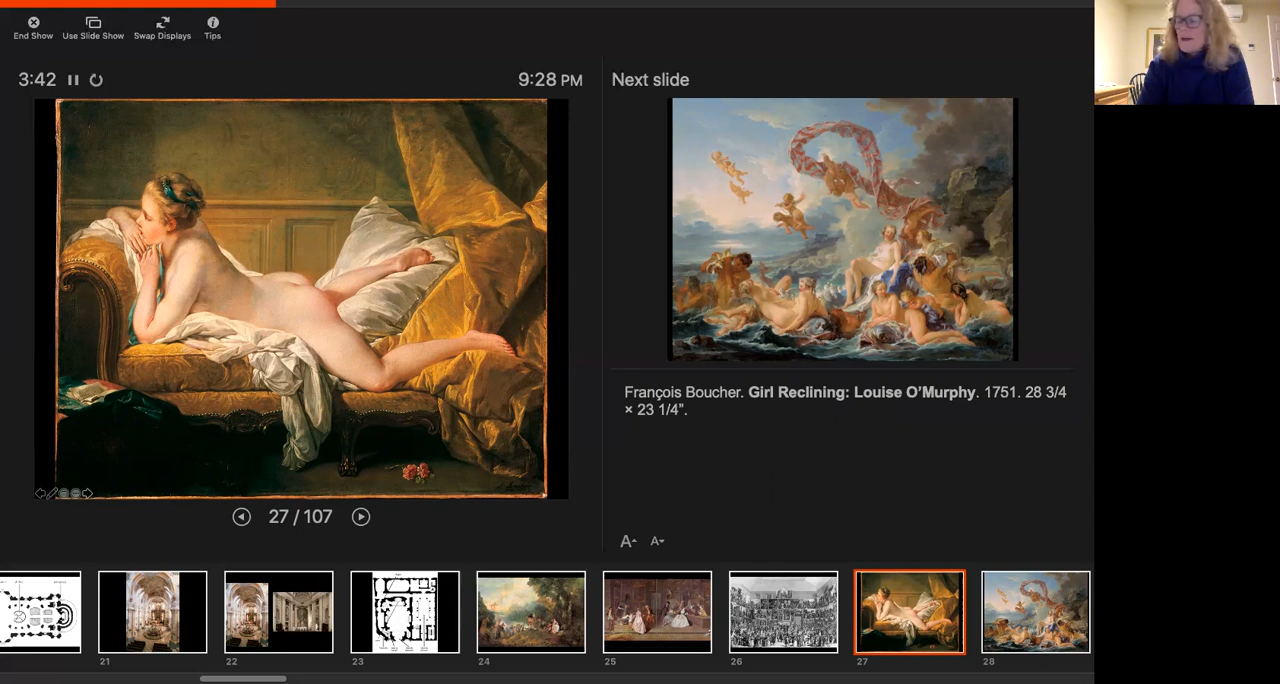 End Show
Use Slide Show
Swap Displays
Tips
3:42
9:28 PM
Next slide
François Boucher. Girl Reclining: Louise O’Murphy. 1751. 28 3/4
× 23 1/4”.
27 / 107
A
A
21
22
23
24
25
26
27
28